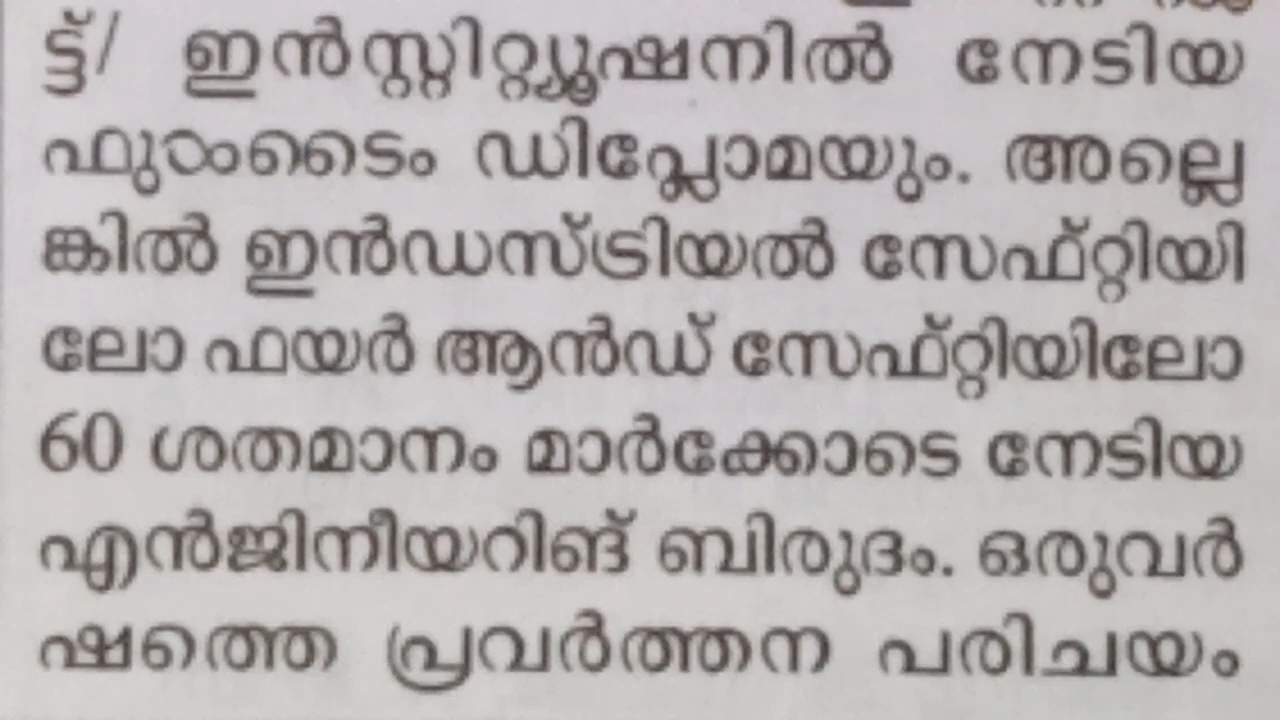 ട്ട്/ ഇൻസ്റ്റിറ്റ്യൂഷനിൽ നേടിയ
ഫുൾടൈം ഡിപ്ലോമയും. അല്ലെ
ങ്കിൽ ഇൻഡസ്ട്രിയൽ സേഫ്റ്റിയി
ലോ ഫയർ ആൻഡ് സേഫ്റ്റിയിലോ
60 ശതമാനം മാർക്കോടെ നേടിയ
എൻജിനീയറിങ് ബിരുദം. ഒരുവർ
ഷത്തെ പ്രവർത്തന പരിചയം